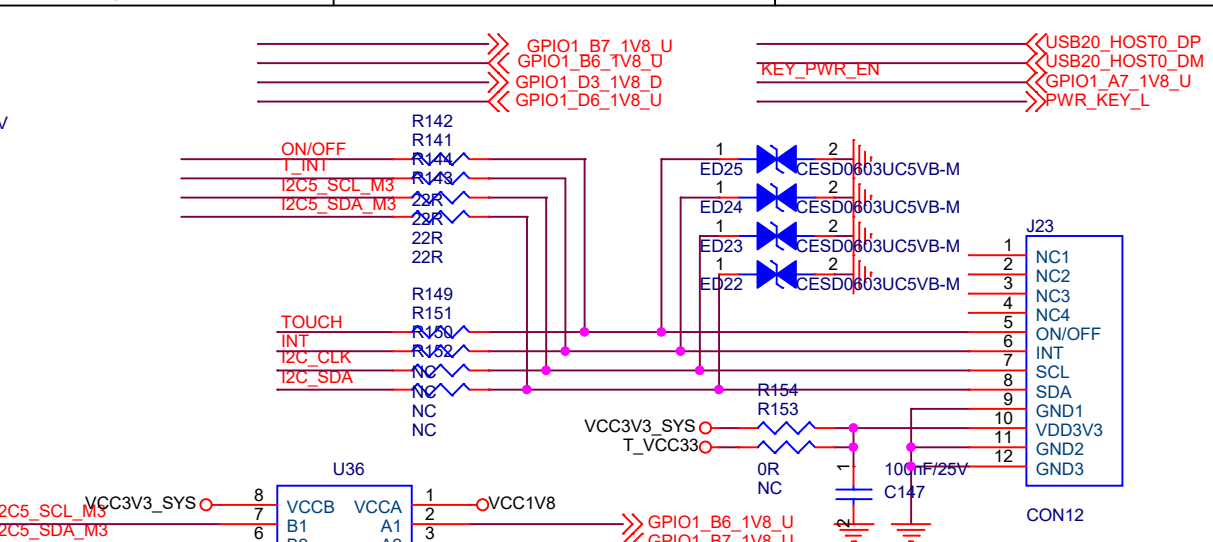 GPIO1_B7_1V8_U
GPIO1_B6_1V8_U
GPIO1_D3_1V8_D
GPIO1_D6_1V8_U
USB20_HOST0_DP
USB20_HOST0_DM
KEY_PWR_EN
GPIO1_A7_1V8_U
PWR_KEY_L
R142
R141
R144
R143
22R
22R
22R
22R
ON/OFF
T_INT
I2C5_SCL_M3
I2C5_SDA_M3
1
2
ED25
CESD0603UC5VB-M
1
2
ED24
CESD0603UC5VB-M
1
2
ED23
CESD0603UC5VB-M
1
2
ED22
CESD0603UC5VB-M
R149
R151
R150
R152
NC
NC
NC
NC
TOUCH
INT
I2C_CLK
I2C_SDA
J23
1 NC1
2 NC2
3 NC3
4 NC4
5 ON/OFF
6 INT
7 SCL
8 SDA
9 GND1
10 VDD3V3
11 GND2
12 GND3
CON12
R154
R153
VCC3V3_SYS
T_VCC33
0R
NC
1
100nF/25V
C147
2
U36
VCC3V3_SYS
8 VCCB
VCCA 1
VCC1V8
2C5_SCL_M3
7 B1
A1 2
GPIO1_B6_1V8_U
2C5_SDA_M3
6
3
GPIO1_B7_1V8_U